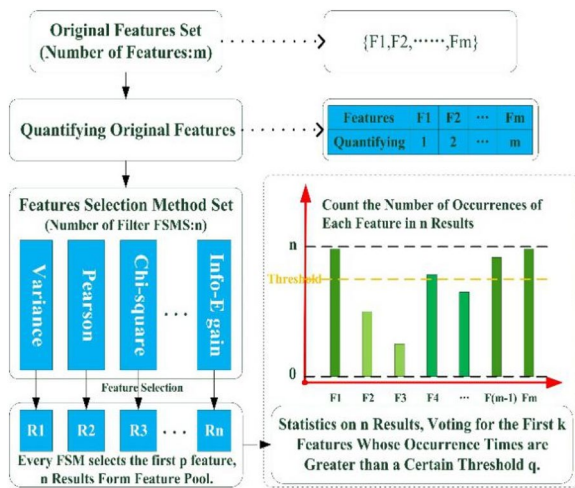 Original Features Set
(Number of Features:m)
{F1,F2,······,Fm}
Quantifying Original Features
Features F1 F2 ··· Fm
Quantifying 1 2 ··· m
Features Selection Method Set
(Number of Filter FSMS:n)
Variance
Pearson
Chi-square
···
Info-E gain
Feature Selection
R1 R2 R3 ··· Rn
Every FSM selects the first p feature,
n Results Form Feature Pool.
Count the Number of Occurrences of
Each Feature in n Results
n
Threshold
0
F1 F2 F3 F4 ··· F(m-1) Fm
Statistics on n Results, Voting for the First k
Features Whose Occurrence Times are
Greater than a Certain Threshold q.